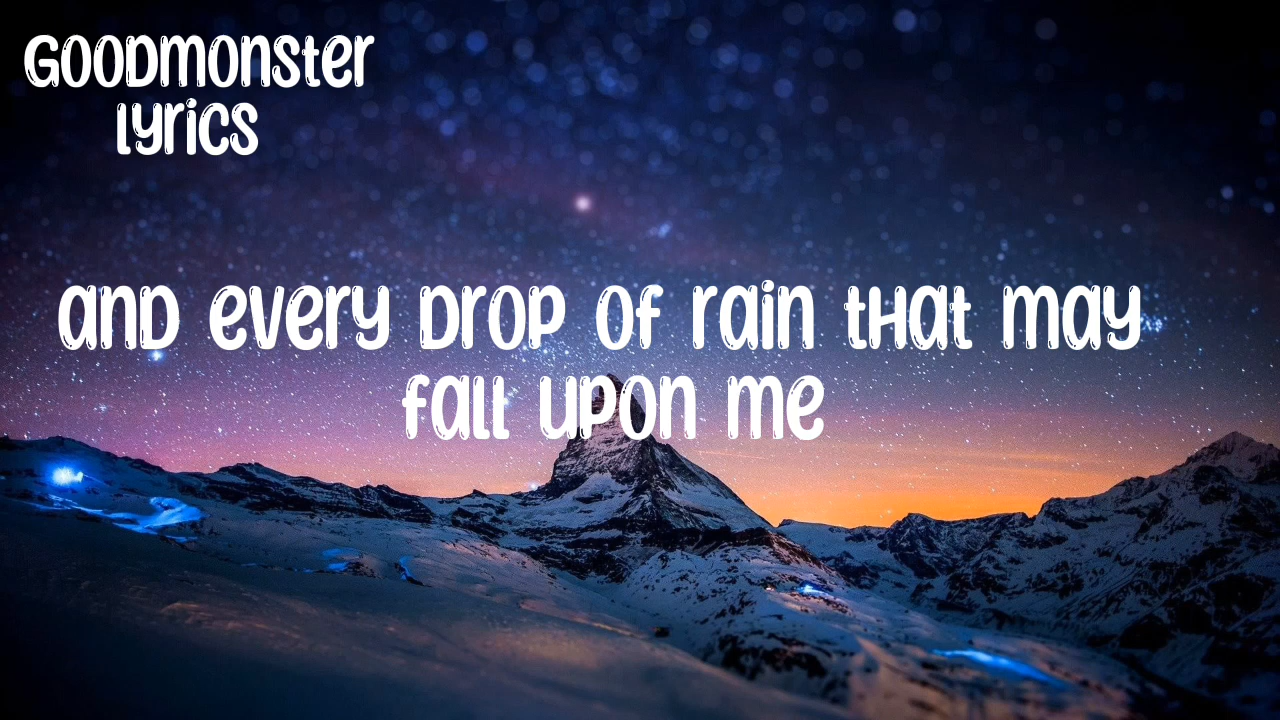 GOODMONSTER
LYRICS
AND EVERY DROP OF RAIN THAT MAY
FALL UPON ME